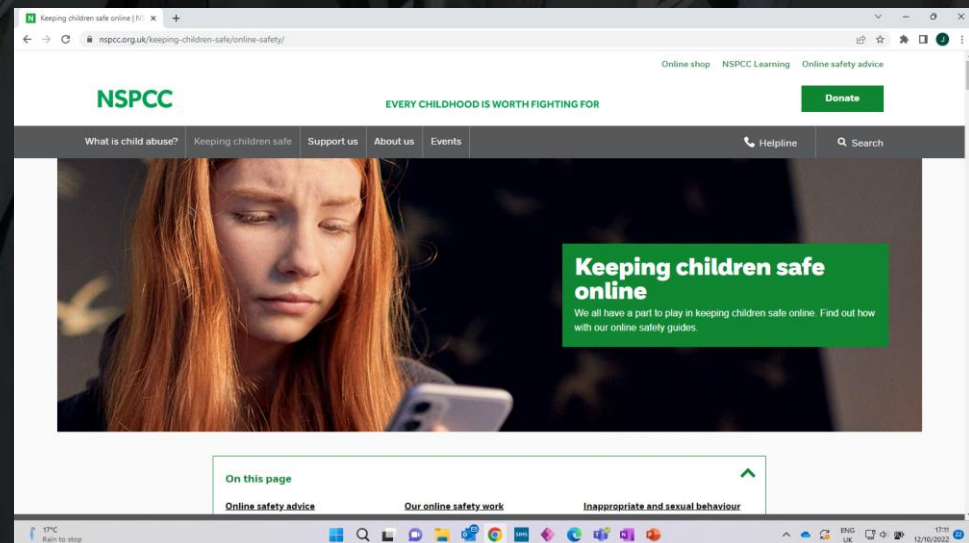 Keeping children safe online | NS
nspcc.org.uk/keeping-children-safe/online-safety/
Online shop NSPCC Learning Online safety advice
NSPCC
EVERY CHILDHOOD IS WORTH FIGHTING FOR
Donate
What is child abuse? Keeping children safe Support us About us Events Helpline Search
Keeping children safe
online
We all have a part to play in keeping children safe online. Find out how
with our online safety guides.
On this page
Online safety advice Our online safety work Inappropriate and sexual behaviour
17°C
Rain to stop
SIMS
ENG
UK
17:11
12/10/2022
22